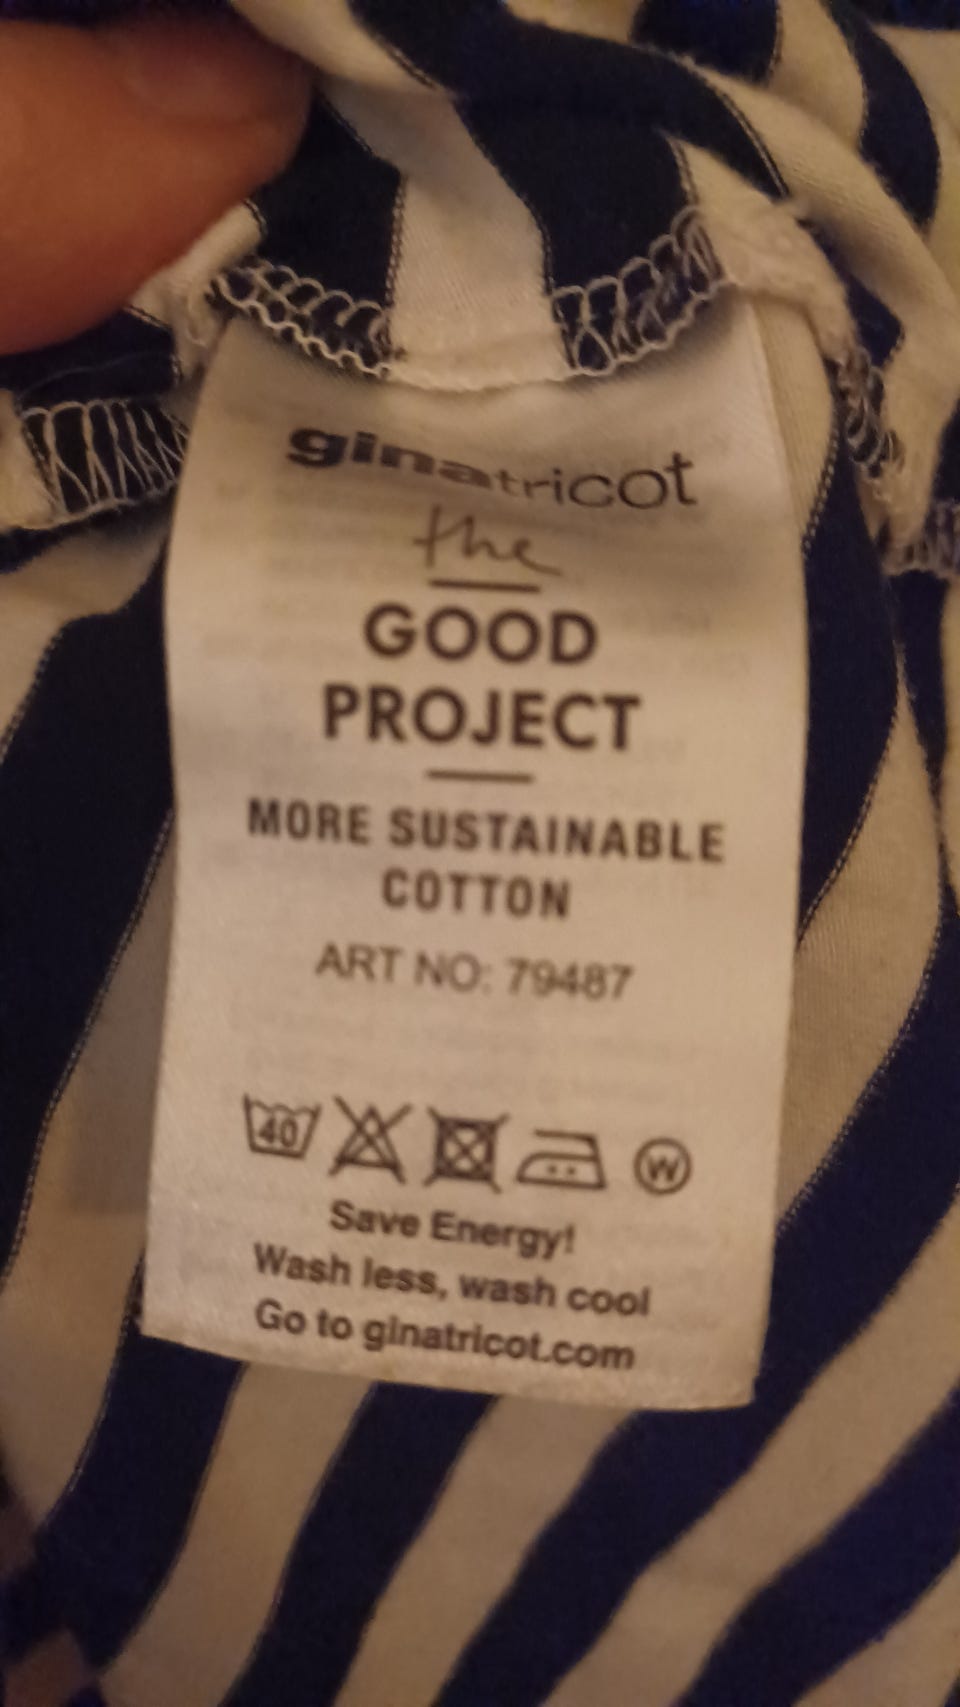 ginatricot
the
GOOD
PROJECT
MORE SUSTAINABLE
COTTON
ART NO: 79487
40 W
Save Energy!
Wash less, wash cool
Go to ginatricot.com